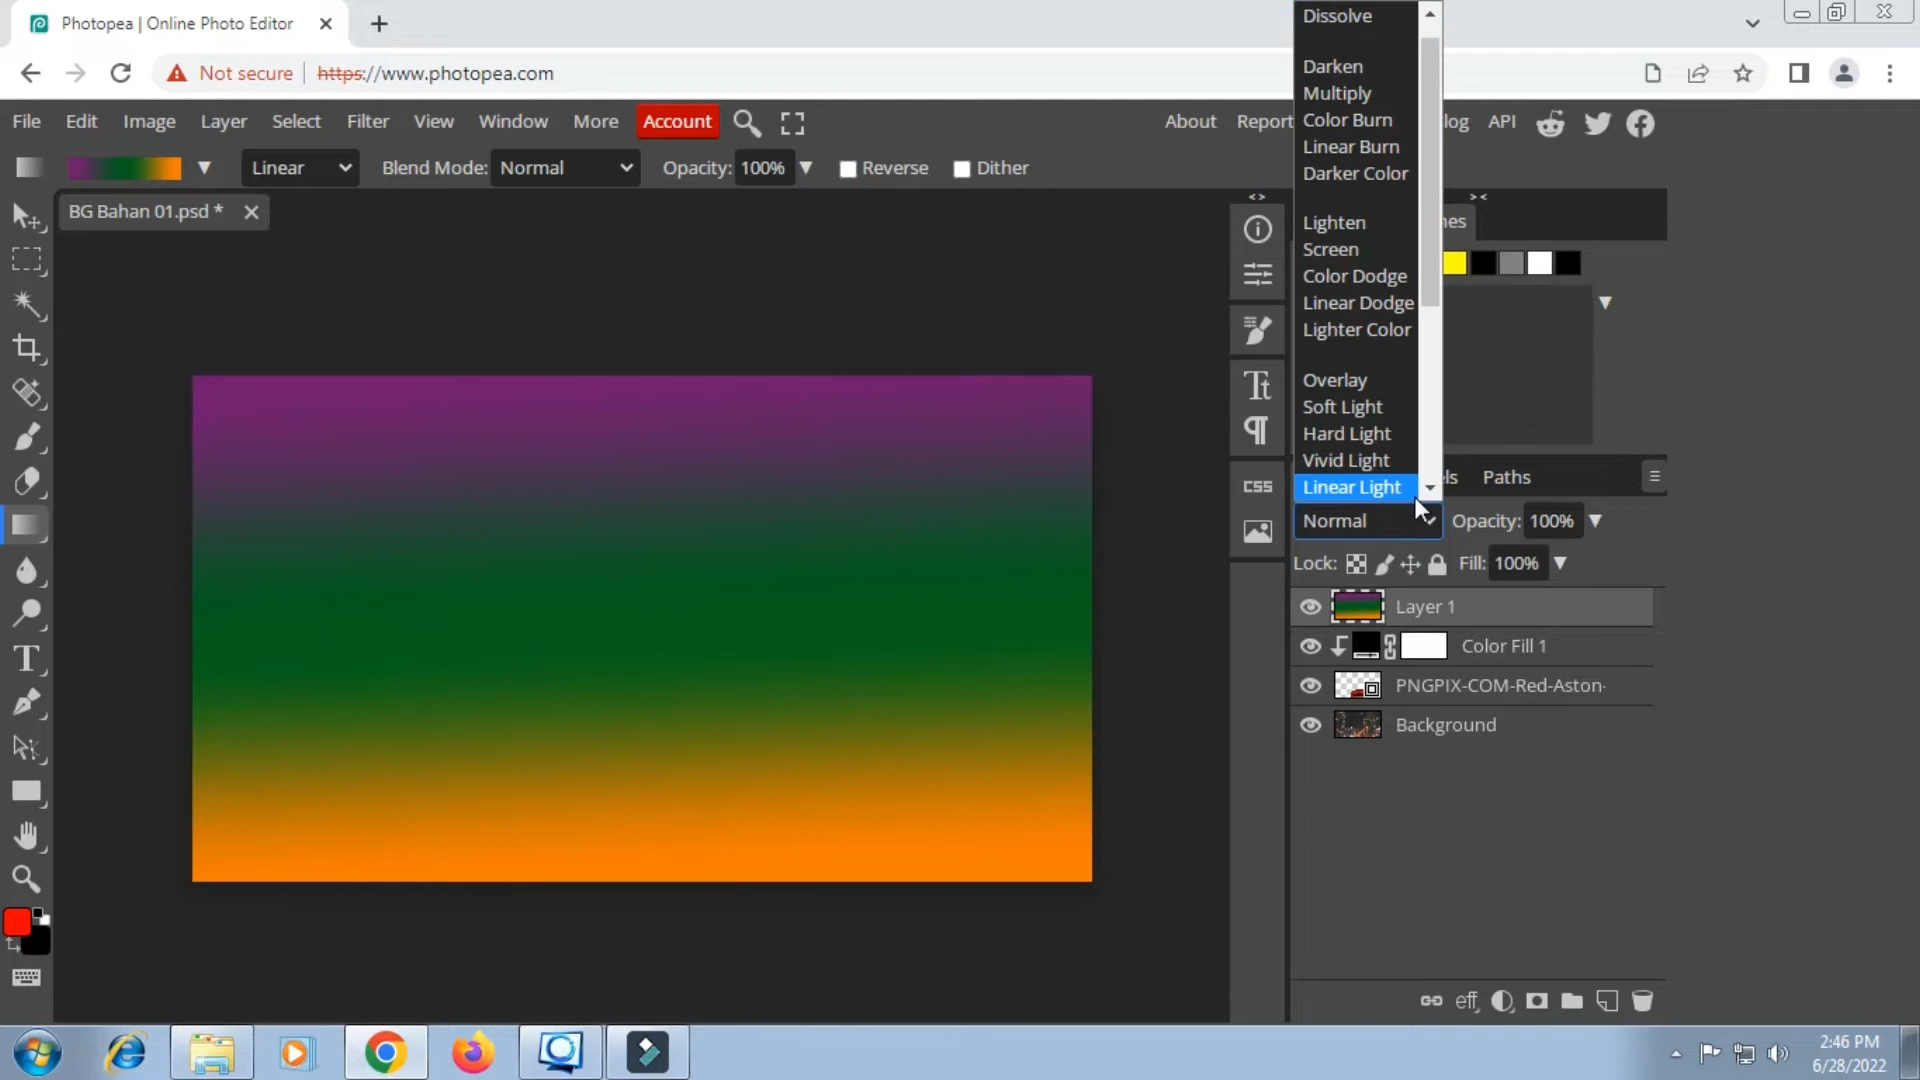 Photopea | Online Photo Editor
Not secure
https://www.photopea.com
File Edit Image Layer Select Filter View Window More Account
About Report log API
Linear Blend Mode: Normal Opacity: 100% Reverse Dither
BG Bahan 01.psd *
Dissolve
Darken
Multiply
Color Burn
Linear Burn
Darker Color
Lighten
Screen
Color Dodge
Linear Dodge
Lighter Color
Overlay
Soft Light
Hard Light
Vivid Light
Linear Light
hes
CSS
els Paths
Normal Opacity: 100%
Lock: Fill: 100%
Layer 1
Color Fill 1
PNGPIX-COM-Red-Aston-
Background
eff
2:46 PM
6/28/2022